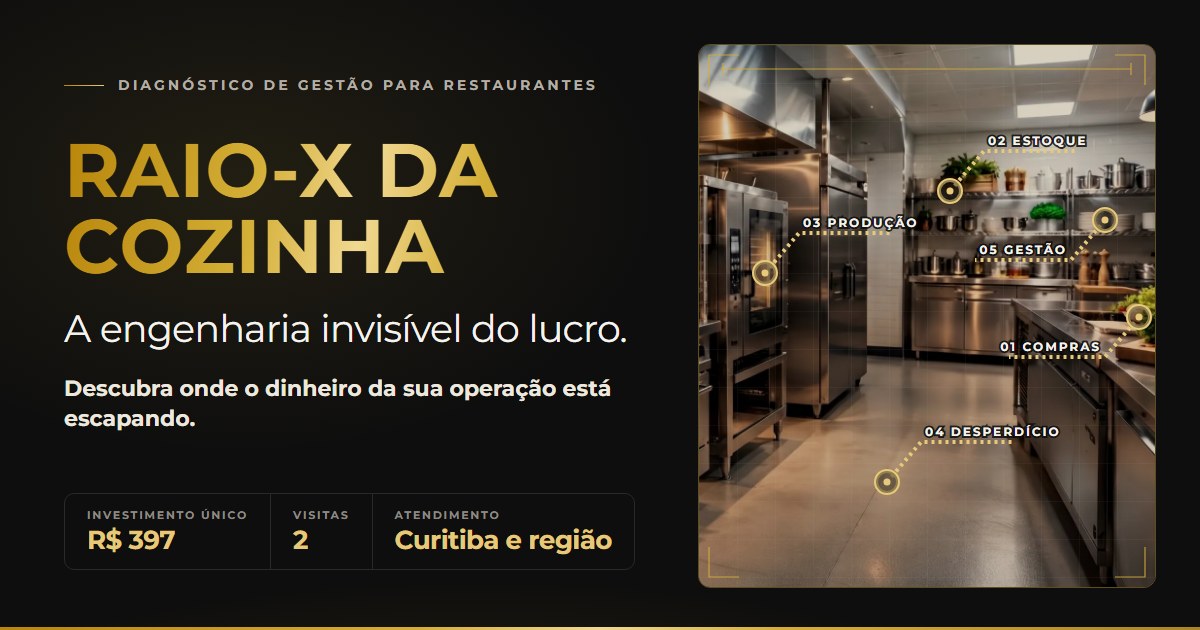 DIAGNÓSTICO DE GESTÃO PARA RESTAURANTES
RAIO-X DA
COZINHA
A engenharia invisível do lucro.
Descubra onde o dinheiro da sua operação está
escapando.
INVESTIMENTO ÚNICO
R$ 397
VISITAS
2
ATENDIMENTO
Curitiba e região
02 ESTOQUE
03 PRODUÇÃO
05 GESTÃO
01 COMPRAS
04 DESPERDÍCIO